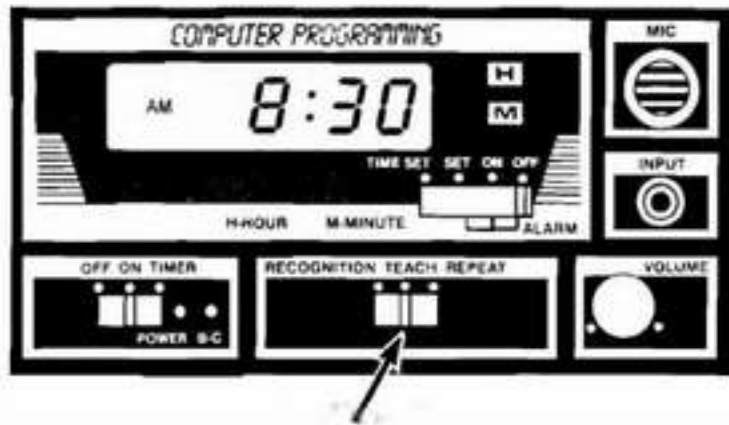 COMPUTER PROGRAMMING
AM 8:30
H
M
TIME SET SET ON OFF
H-HOUR M-MINUTE ALARM
MIC
INPUT
OFF ON TIMER
POWER B-C
RECOGNITION TEACH REPEAT
VOLUME